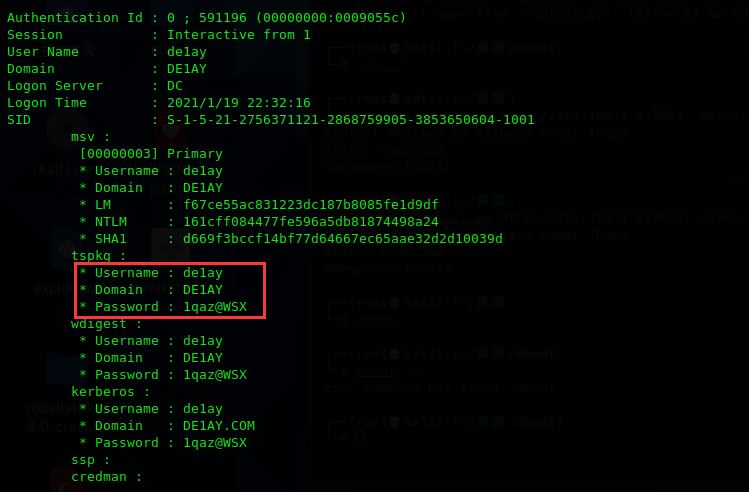 Authentication Id : 0 ; 591196 (00000000:0009055c)
Session           : Interactive from 1
User Name         : de1ay
Domain            : DE1AY
Logon Server      : DC
Logon Time        : 2021/1/19 22:32:16
SID               : S-1-5-21-2756371121-2868759905-3853650604-1001
        msv :
         [00000003] Primary
         * Username : de1ay
         * Domain   : DE1AY
         * LM       : f67ce55ac831223dc187b8085fe1d9df
         * NTLM     : 161cff084477fe596a5db81874498a24
         * SHA1     : d669f3bccf14bf77d64667ec65aae32d2d10039d
        tspkg :
         * Username : de1ay
         * Domain   : DE1AY
         * Password : 1qaz@WSX
        wdigest :
         * Username : de1ay
         * Domain   : DE1AY
         * Password : 1qaz@WSX
        kerberos :
         * Username : de1ay
         * Domain   : DE1AY.COM
         * Password : 1qaz@WSX
        ssp :
        credman :